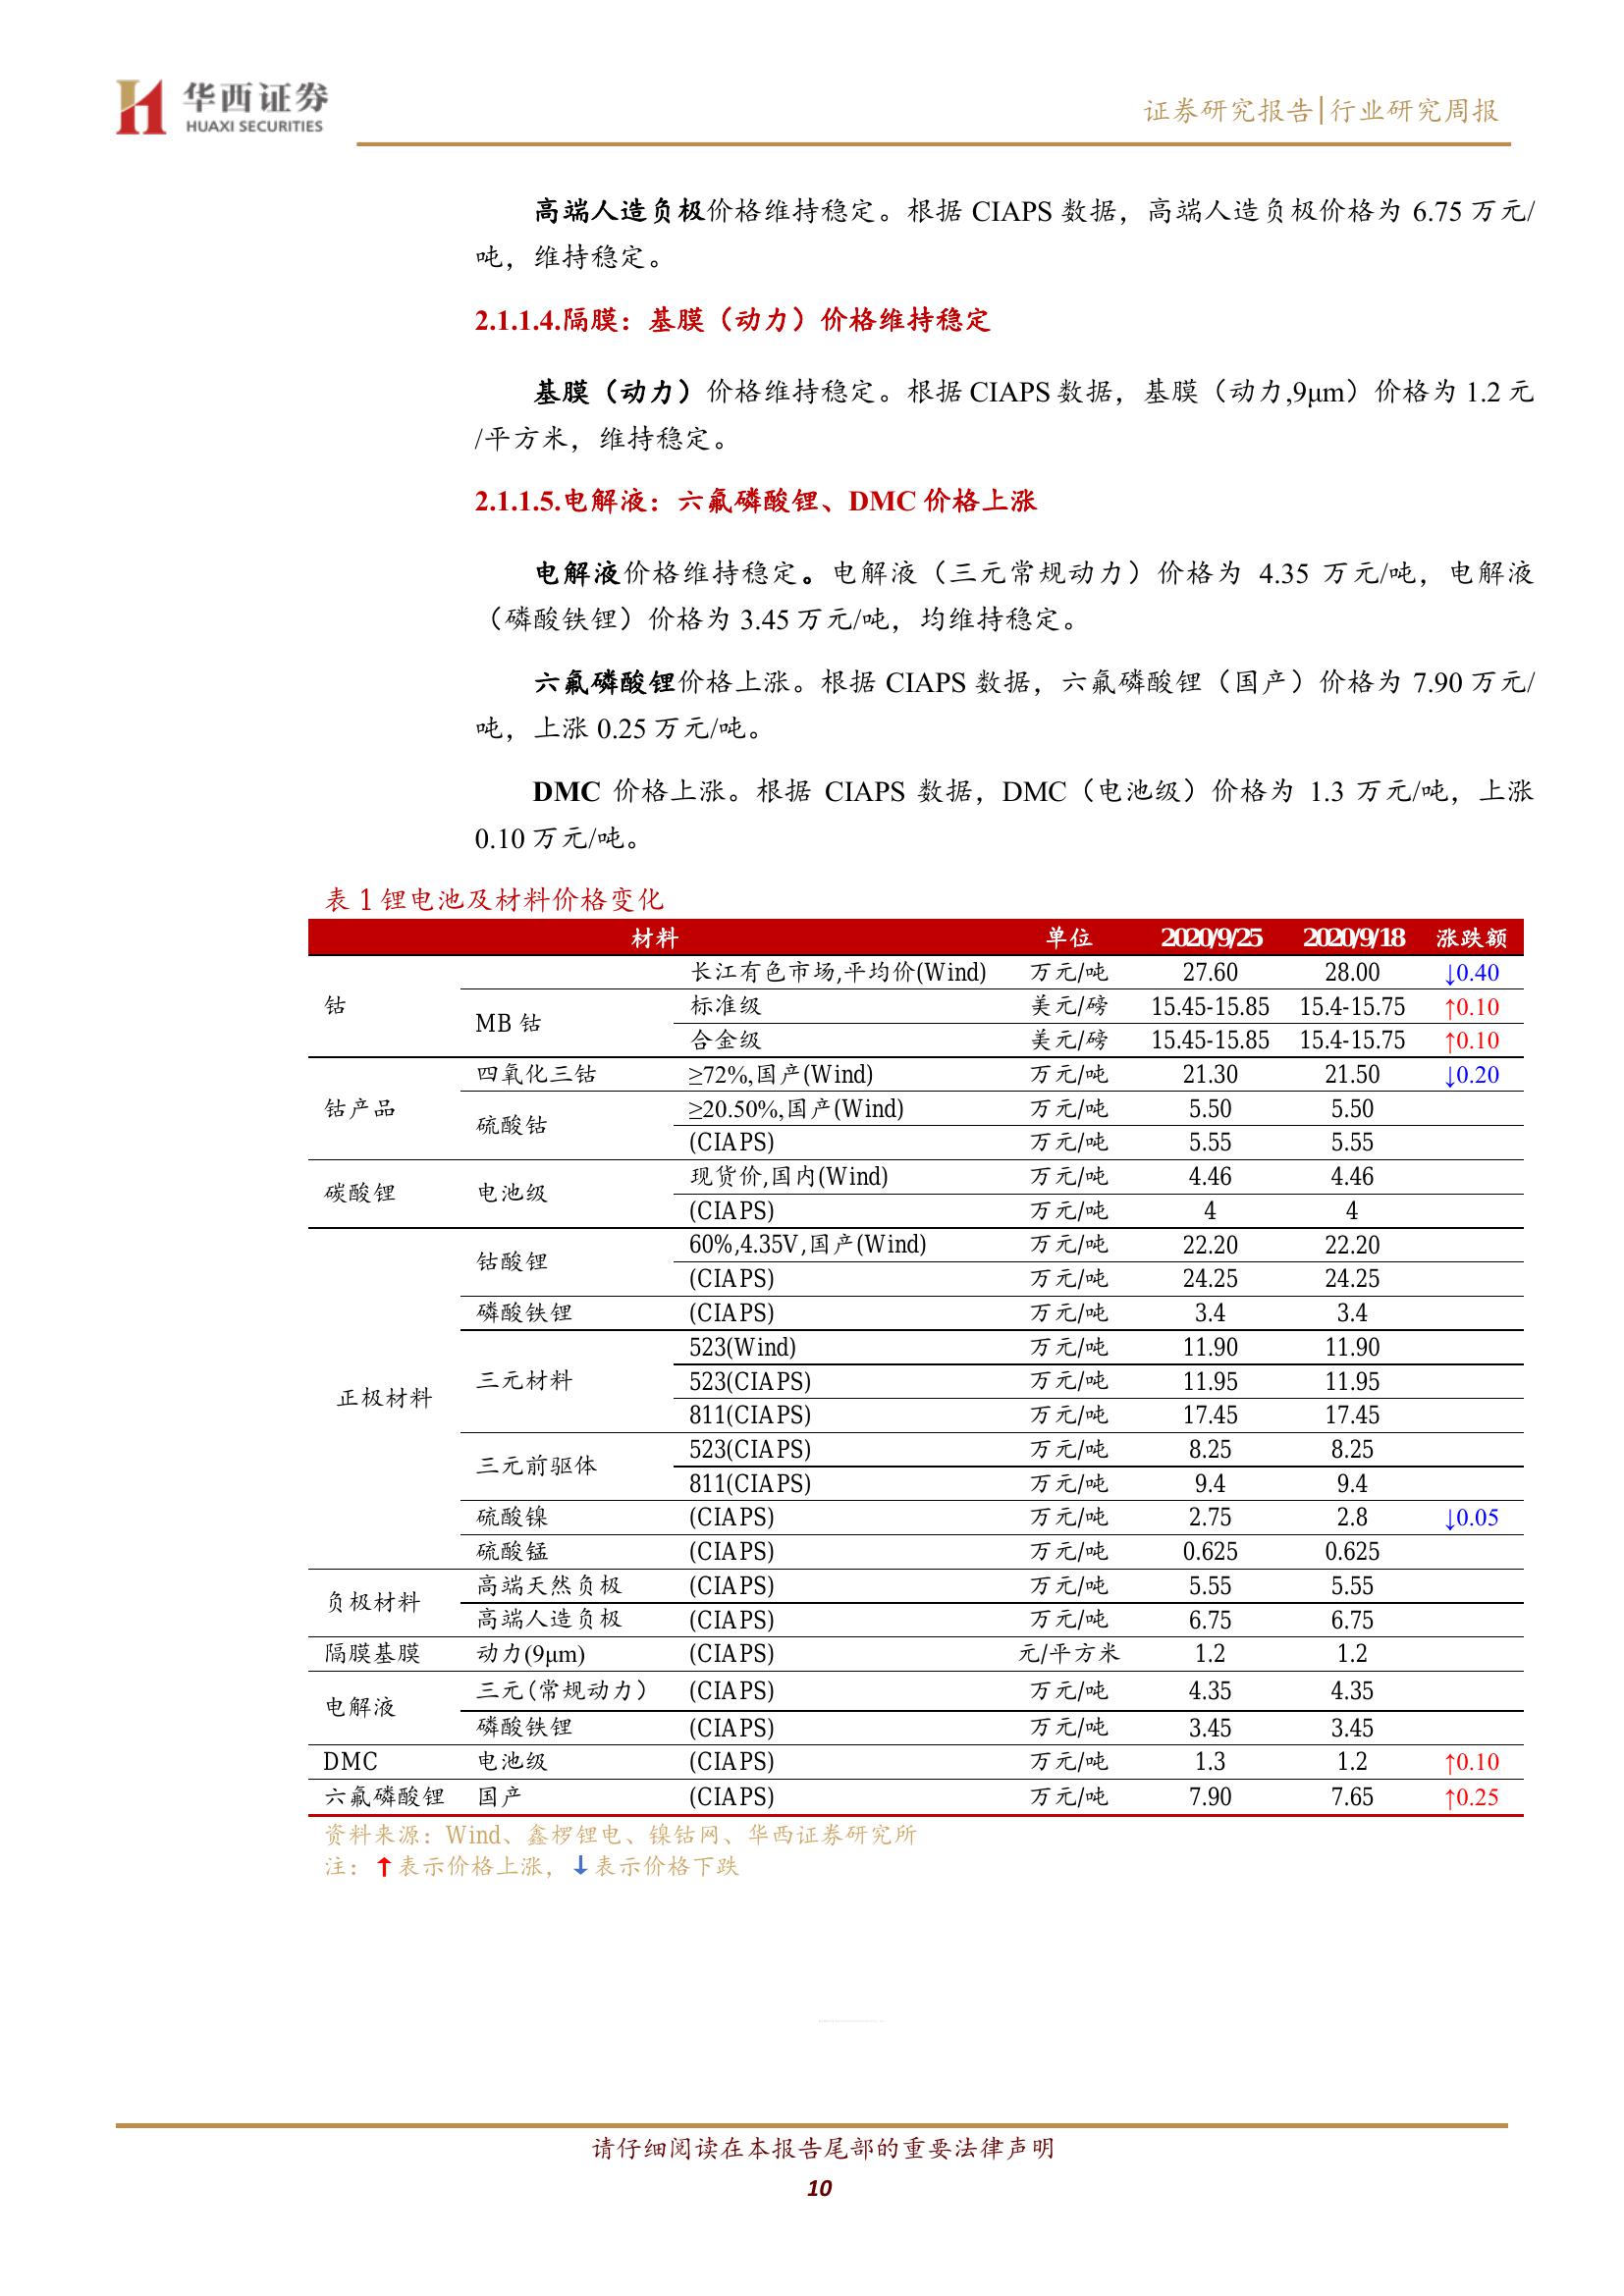 华西证券
HUAXI SECURITIES
证券研究报告|行业研究周报
高端人造负极价格维持稳定。根据 CIAPS 数据，高端人造负极价格为 6.75 万元/
吨，维持稳定。
2.1.1.4.隔膜：基膜（动力）价格维持稳定
基膜（动力）价格维持稳定。根据 CIAPS 数据，基膜（动力,9μm）价格为 1.2 元
/平方米，维持稳定。
2.1.1.5.电解液：六氟磷酸锂、DMC 价格上涨
电解液价格维持稳定。电解液（三元常规动力）价格为 4.35 万元/吨，电解液
（磷酸铁锂）价格为 3.45 万元/吨，均维持稳定。
六氟磷酸锂价格上涨。根据 CIAPS 数据，六氟磷酸锂（国产）价格为 7.90 万元/
吨，上涨 0.25 万元/吨。
DMC 价格上涨。根据 CIAPS 数据，DMC（电池级）价格为 1.3 万元/吨，上涨
0.10 万元/吨。
表 1 锂电池及材料价格变化
材料 单位 2020/9/25 2020/9/18 涨跌额
长江有色市场,平均价(Wind) 万元/吨 27.60 28.00 ↓0.40
钴 MB 钴 标准级 美元/磅 15.45-15.85 15.4-15.75 ↑0.10
合金级 美元/磅 15.45-15.85 15.4-15.75 ↑0.10
四氧化三钴 ≥72%,国产(Wind) 万元/吨 21.30 21.50 ↓0.20
钴产品 硫酸钴 ≥20.50%,国产(Wind) 万元/吨 5.50 5.50
(CIAPS) 万元/吨 5.55 5.55
碳酸锂 电池级 现货价,国内(Wind) 万元/吨 4.46 4.46
(CIAPS) 万元/吨 4 4
钴酸锂 60%,4.35V,国产(Wind) 万元/吨 22.20 22.20
(CIAPS) 万元/吨 24.25 24.25
磷酸铁锂 (CIAPS) 万元/吨 3.4 3.4
523(Wind) 万元/吨 11.90 11.90
正极材料 三元材料 523(CIAPS) 万元/吨 11.95 11.95
811(CIAPS) 万元/吨 17.45 17.45
三元前驱体 523(CIAPS) 万元/吨 8.25 8.25
811(CIAPS) 万元/吨 9.4 9.4
硫酸镍 (CIAPS) 万元/吨 2.75 2.8 ↓0.05
硫酸锰 (CIAPS) 万元/吨 0.625 0.625
负极材料 高端天然负极 (CIAPS) 万元/吨 5.55 5.55
高端人造负极 (CIAPS) 万元/吨 6.75 6.75
隔膜基膜 动力(9μm) (CIAPS) 元/平方米 1.2 1.2
电解液 三元（常规动力） (CIAPS) 万元/吨 4.35 4.35
磷酸铁锂 (CIAPS) 万元/吨 3.45 3.45
DMC 电池级 (CIAPS) 万元/吨 1.3 1.2 ↑0.10
六氟磷酸锂 国产 (CIAPS) 万元/吨 7.90 7.65 ↑0.25
资料来源：Wind、鑫椤锂电、镍钴网、华西证券研究所
注：↑表示价格上涨，↓表示价格下跌
请仔细阅读在本报告尾部的重要法律声明
10